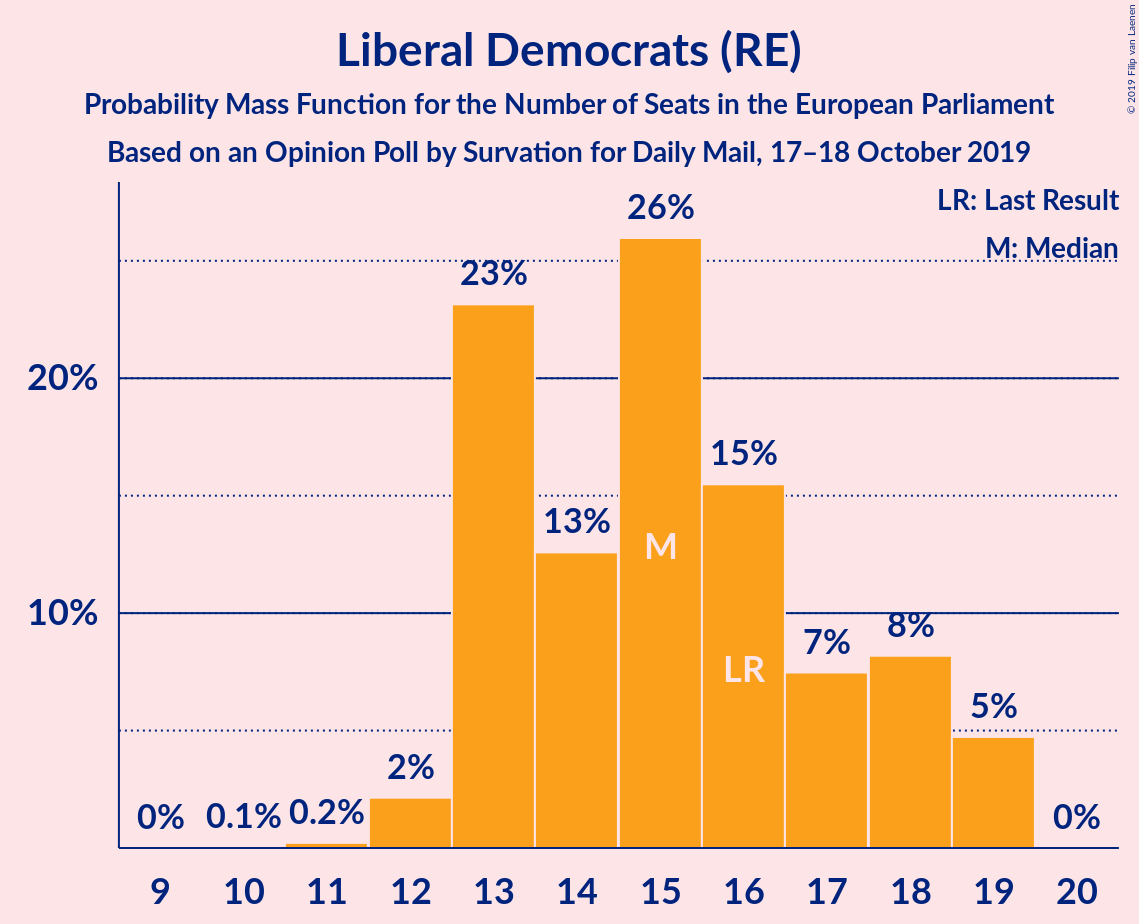 Liberal Democrats (RE)
Probability Mass Function for the Number of Seats in the European Parliament
Based on an Opinion Poll by Survation for Daily Mail, 17–18 October 2019
© 2019 Filip van Laenen
LR: Last Result
M: Median
20%
10%
0%
0.1%
0.2%
2%
23%
13%
26%
M
15%
LR
7%
8%
5%
0%
9 10 11 12 13 14 15 16 17 18 19 20